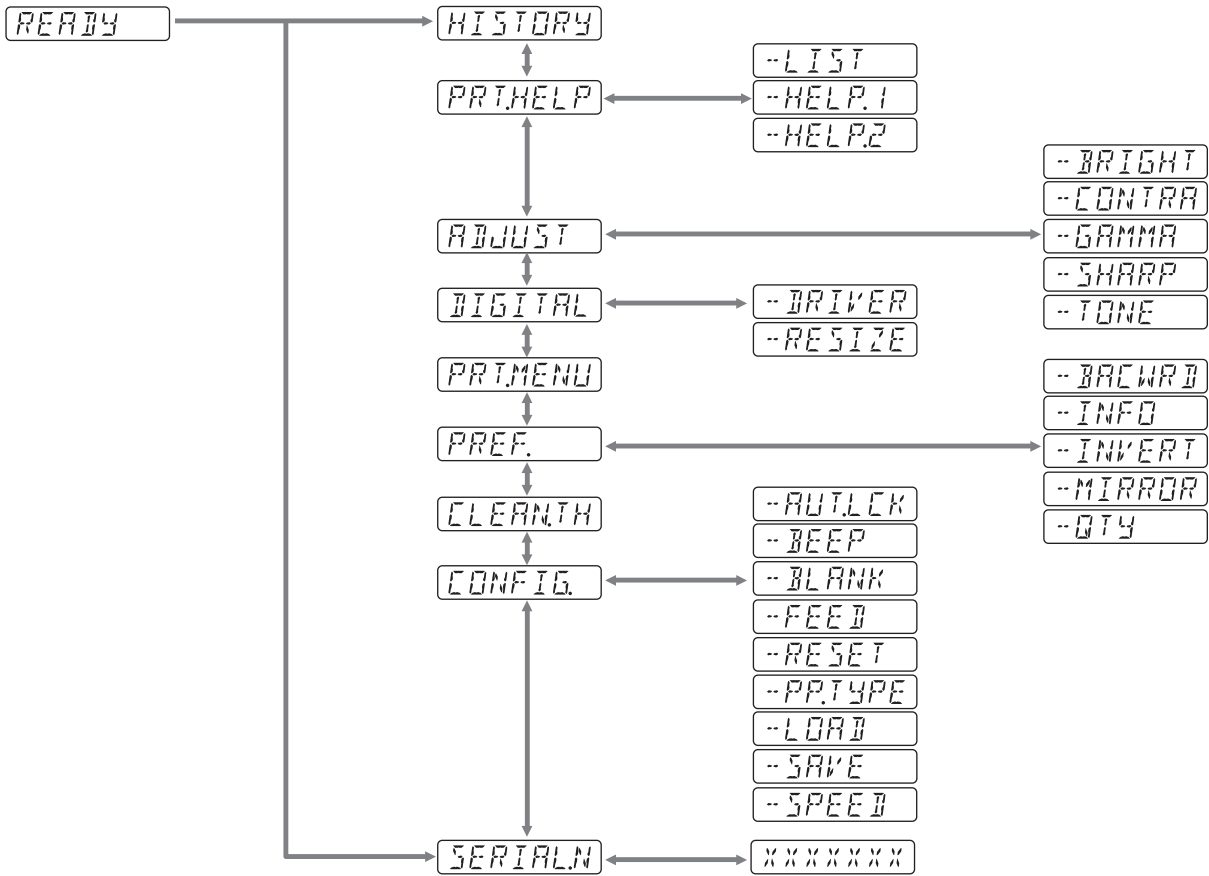 READY
HISTORY
PRT.HELP
-LIST
-HELP.1
-HELP.2
ADJUST
-BRIGHT
-CONTRA
-GAMMA
-SHARP
-TONE
DIGITAL
-DRIVER
-RESIZE
PRT.MENU
PREF.
-BACWRD
-INFO
-INVERT
-MIRROR
-QTY
CLEAN.TH
CONFIG.
-AUT.LCK
-BEEP
-BLANK
-FEED
-RESET
-PP.TYPE
-LOAD
-SAVE
-SPEED
SERIAL.N
XXXXXXX